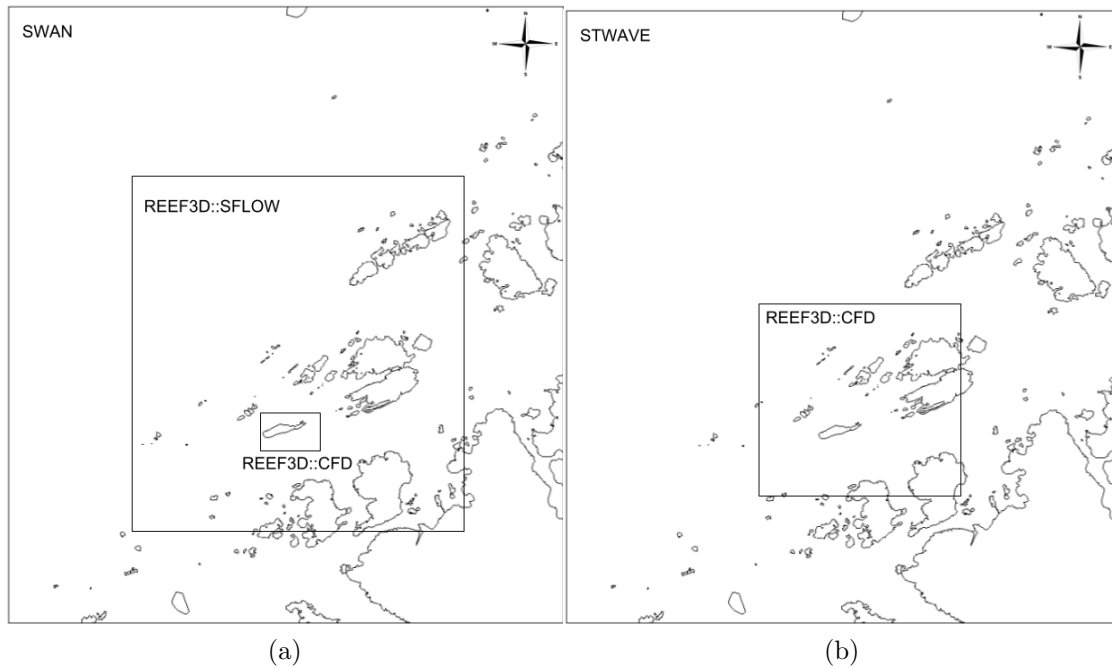 SWAN
N
W
E
S
REEF3D::SFLOW
REEF3D::CFD
(a)
STWAVE
N
W
E
S
REEF3D::CFD
(b)